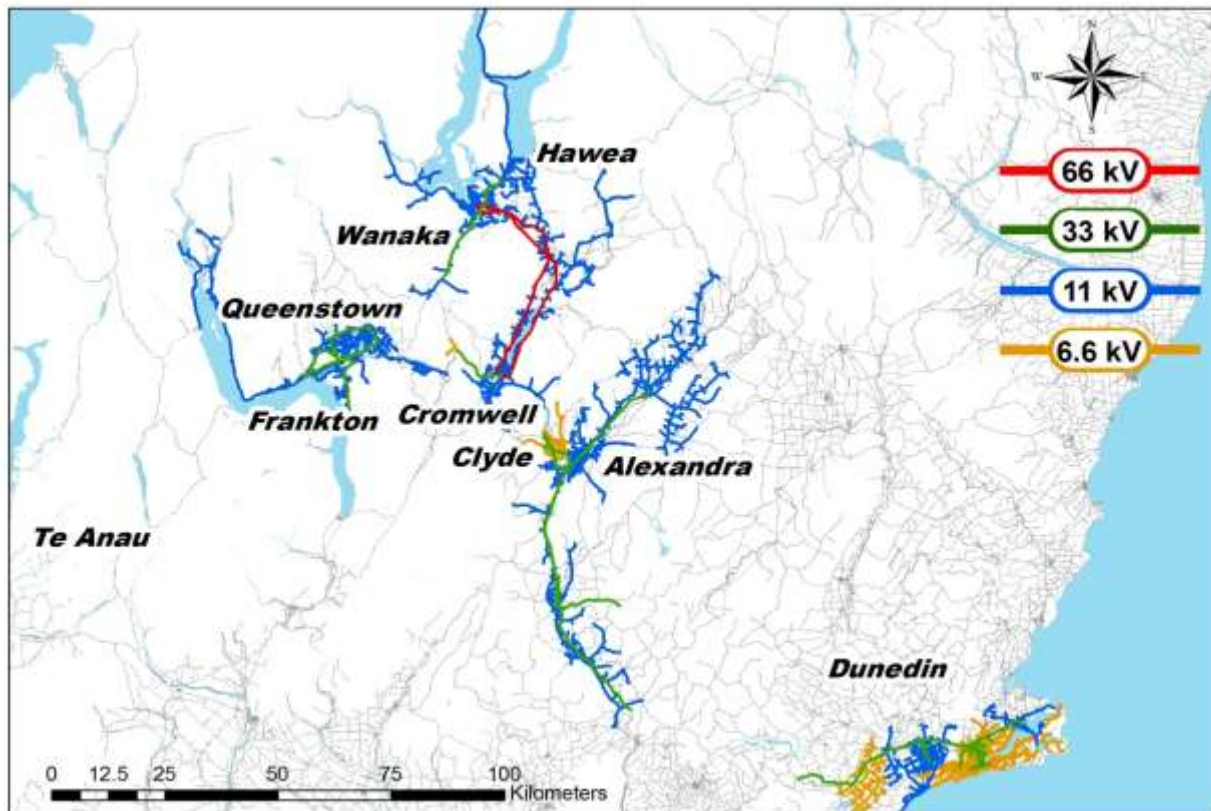 N
W
E
S
Hawea
66 kV
33 kV
Wanaka
11 kV
Queenstown
6.6 kV
Frankton
Cromwell
Clyde
Alexandra
Te Anau
Dunedin
0 12.5 25 50 75 100
Kilometers